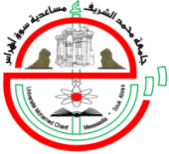 جامعة محمد الشريف مساعدية سوق أهراس
Université Mohamed Chérif Messaadia • Souk Ahras